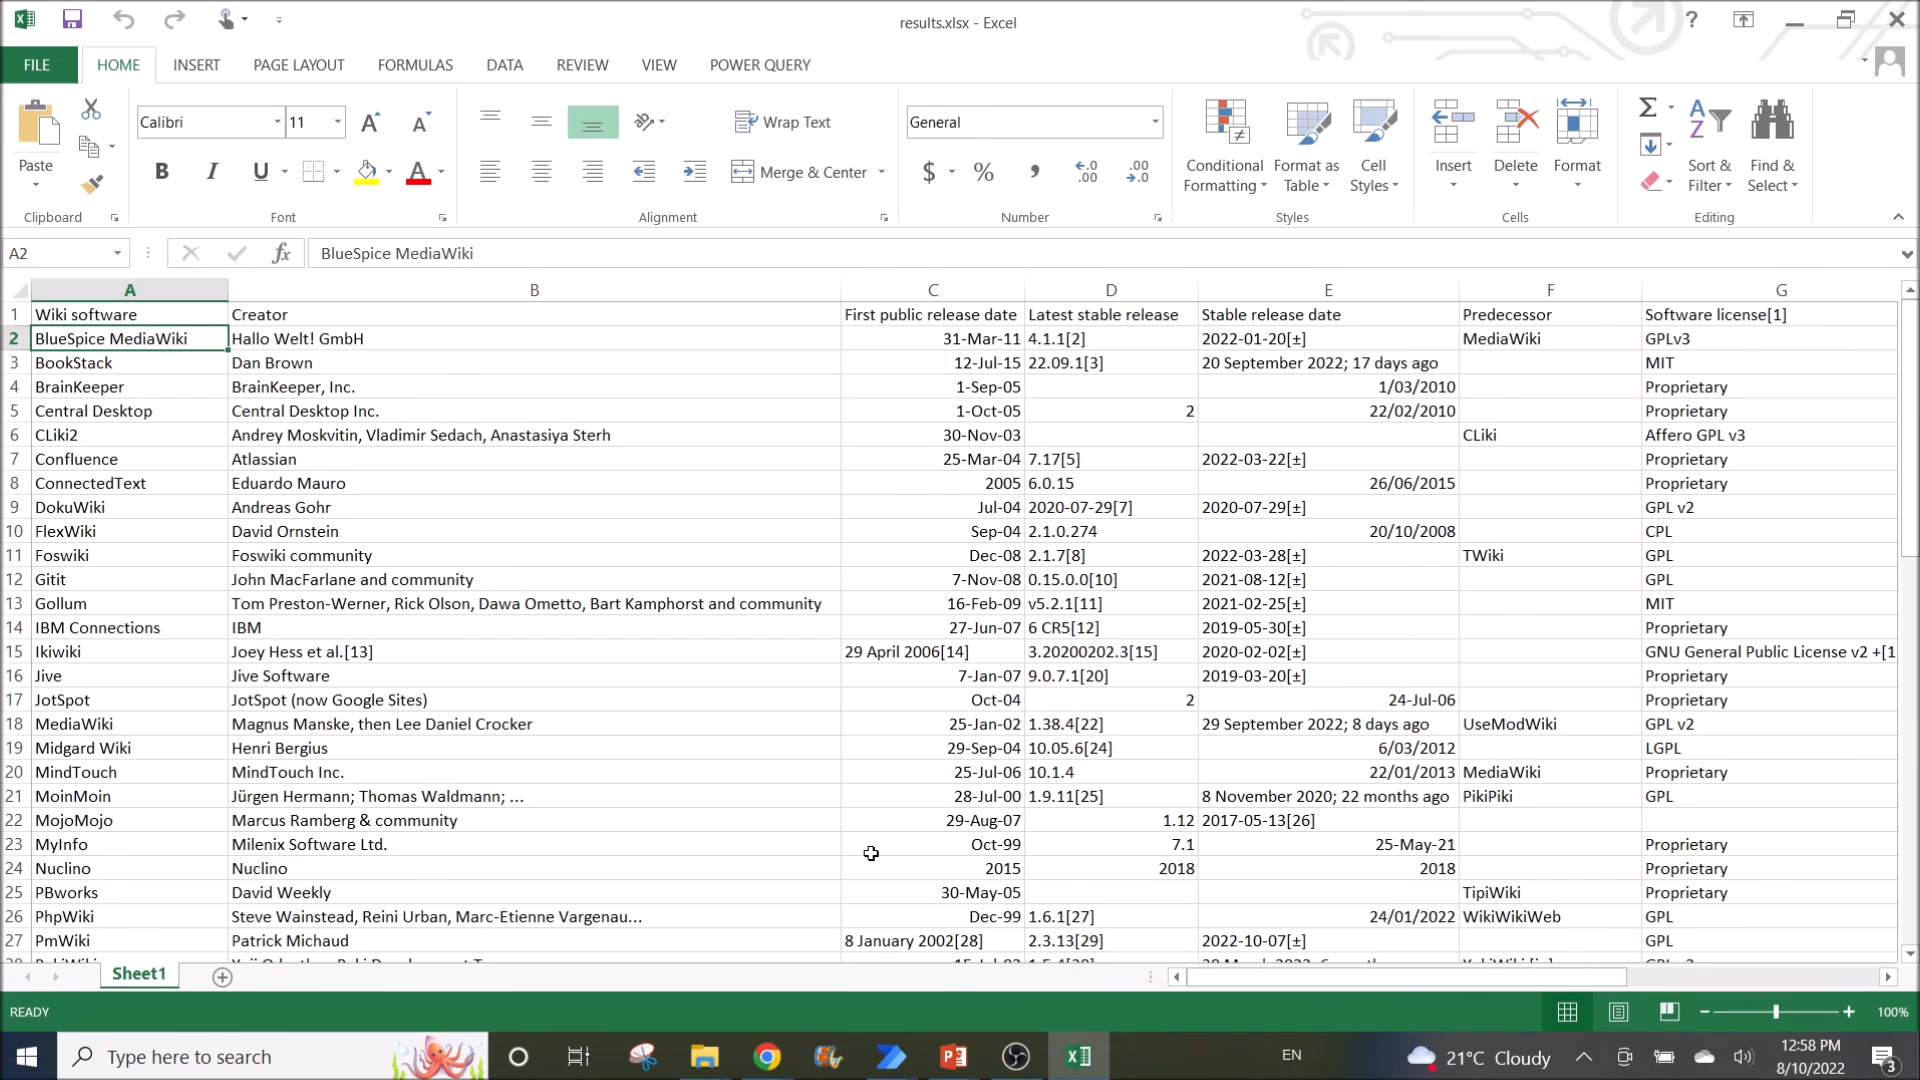 results.xlsx - Excel
?
FILE HOME INSERT PAGE LAYOUT FORMULAS DATA REVIEW VIEW POWER QUERY
Calibri 11 Wrap Text General
Paste B I U A Merge & Center $ % , Conditional Formatting Format as Table Cell Styles Insert Delete Format Sort & Filter Find & Select
Clipboard Font Alignment Number Styles Cells Editing
A2 fx BlueSpice MediaWiki
A B C D E F G
1 Wiki software Creator First public release date Latest stable release Stable release date Predecessor Software license[1]
2 BlueSpice MediaWiki Hallo Welt! GmbH 31-Mar-11 4.1.1[2] 2022-01-20[±] MediaWiki GPLv3
3 BookStack Dan Brown 12-Jul-15 22.09.1[3] 20 September 2022; 17 days ago MIT
4 BrainKeeper BrainKeeper, Inc. 1-Sep-05 1/03/2010 Proprietary
5 Central Desktop Central Desktop Inc. 1-Oct-05 2 22/02/2010 Proprietary
6 CLiki2 Andrey Moskvitin, Vladimir Sedach, Anastasiya Sterh 30-Nov-03 CLiki Affero GPL v3
7 Confluence Atlassian 25-Mar-04 7.17[5] 2022-03-22[±] Proprietary
8 ConnectedText Eduardo Mauro 2005 6.0.15 26/06/2015 Proprietary
9 DokuWiki Andreas Gohr Jul-04 2020-07-29[7] 2020-07-29[±] GPL v2
10 FlexWiki David Ornstein Sep-04 2.1.0.274 20/10/2008 CPL
11 Foswiki Foswiki community Dec-08 2.1.7[8] 2022-03-28[±] TWiki GPL
12 Gitit John MacFarlane and community 7-Nov-08 0.15.0.0[10] 2021-08-12[±] GPL
13 Gollum Tom Preston-Werner, Rick Olson, Dawa Ometto, Bart Kamphorst and community 16-Feb-09 v5.2.1[11] 2021-02-25[±] MIT
14 IBM Connections IBM 27-Jun-07 6 CR5[12] 2019-05-30[±] Proprietary
15 Ikiwiki Joey Hess et al.[13] 29 April 2006[14] 3.20200202.3[15] 2020-02-02[±] GNU General Public License v2 +[1
16 Jive Jive Software 7-Jan-07 9.0.7.1[20] 2019-03-20[±] Proprietary
17 JotSpot JotSpot (now Google Sites) Oct-04 2 24-Jul-06 Proprietary
18 MediaWiki Magnus Manske, then Lee Daniel Crocker 25-Jan-02 1.38.4[22] 29 September 2022; 8 days ago UseModWiki GPL v2
19 Midgard Wiki Henri Bergius 29-Sep-04 10.05.6[24] 6/03/2012 LGPL
20 MindTouch MindTouch Inc. 25-Jul-06 10.1.4 22/01/2013 MediaWiki Proprietary
21 MoinMoin Jürgen Hermann; Thomas Waldmann; ... 28-Jul-00 1.9.11[25] 8 November 2020; 22 months ago PikiPiki GPL
22 MojoMojo Marcus Ramberg & community 29-Aug-07 1.12 2017-05-13[26]
23 MyInfo Milenix Software Ltd. Oct-99 7.1 25-May-21 Proprietary
24 Nuclino Nuclino 2015 2018 2018 Proprietary
25 PBworks David Weekly 30-May-05 TipiWiki Proprietary
26 PhpWiki Steve Wainstead, Reini Urban, Marc-Etienne Vargenau... Dec-99 1.6.1[27] 24/01/2022 WikiWikiWeb GPL
27 PmWiki Patrick Michaud 8 January 2002[28] 2.3.13[29] 2022-10-07[±] GPL
Sheet1
READY 100%
Type here to search EN 21°C Cloudy 12:58 PM
8/10/2022 3